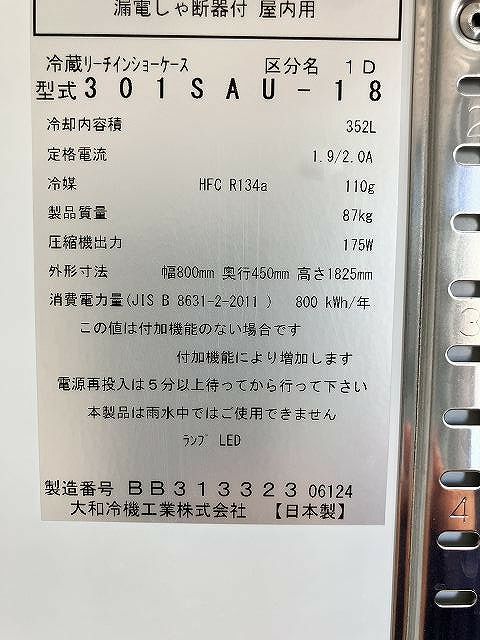 漏電しゃ断器付 屋内用
冷蔵リーチインショーケース 区分名 1D
型式301SAU-18
冷却内容積 352L
定格電流 1.9/2.0A
冷媒 HFC R134a 110g
製品質量 87kg
圧縮機出力 175W
外形寸法 幅800mm 奥行450mm 高さ1825mm
消費電力量(JIS B 8631-2-2011 ) 800 kWh/年
この値は付加機能のない場合です
付加機能により増加します
電源再投入は5分以上待ってから行って下さい
本製品は雨水中ではご使用できません
ﾗﾝﾌﾟ LED
製造番号 BB313323 06124
大和冷機工業株式会社 【日本製】
2
3
4